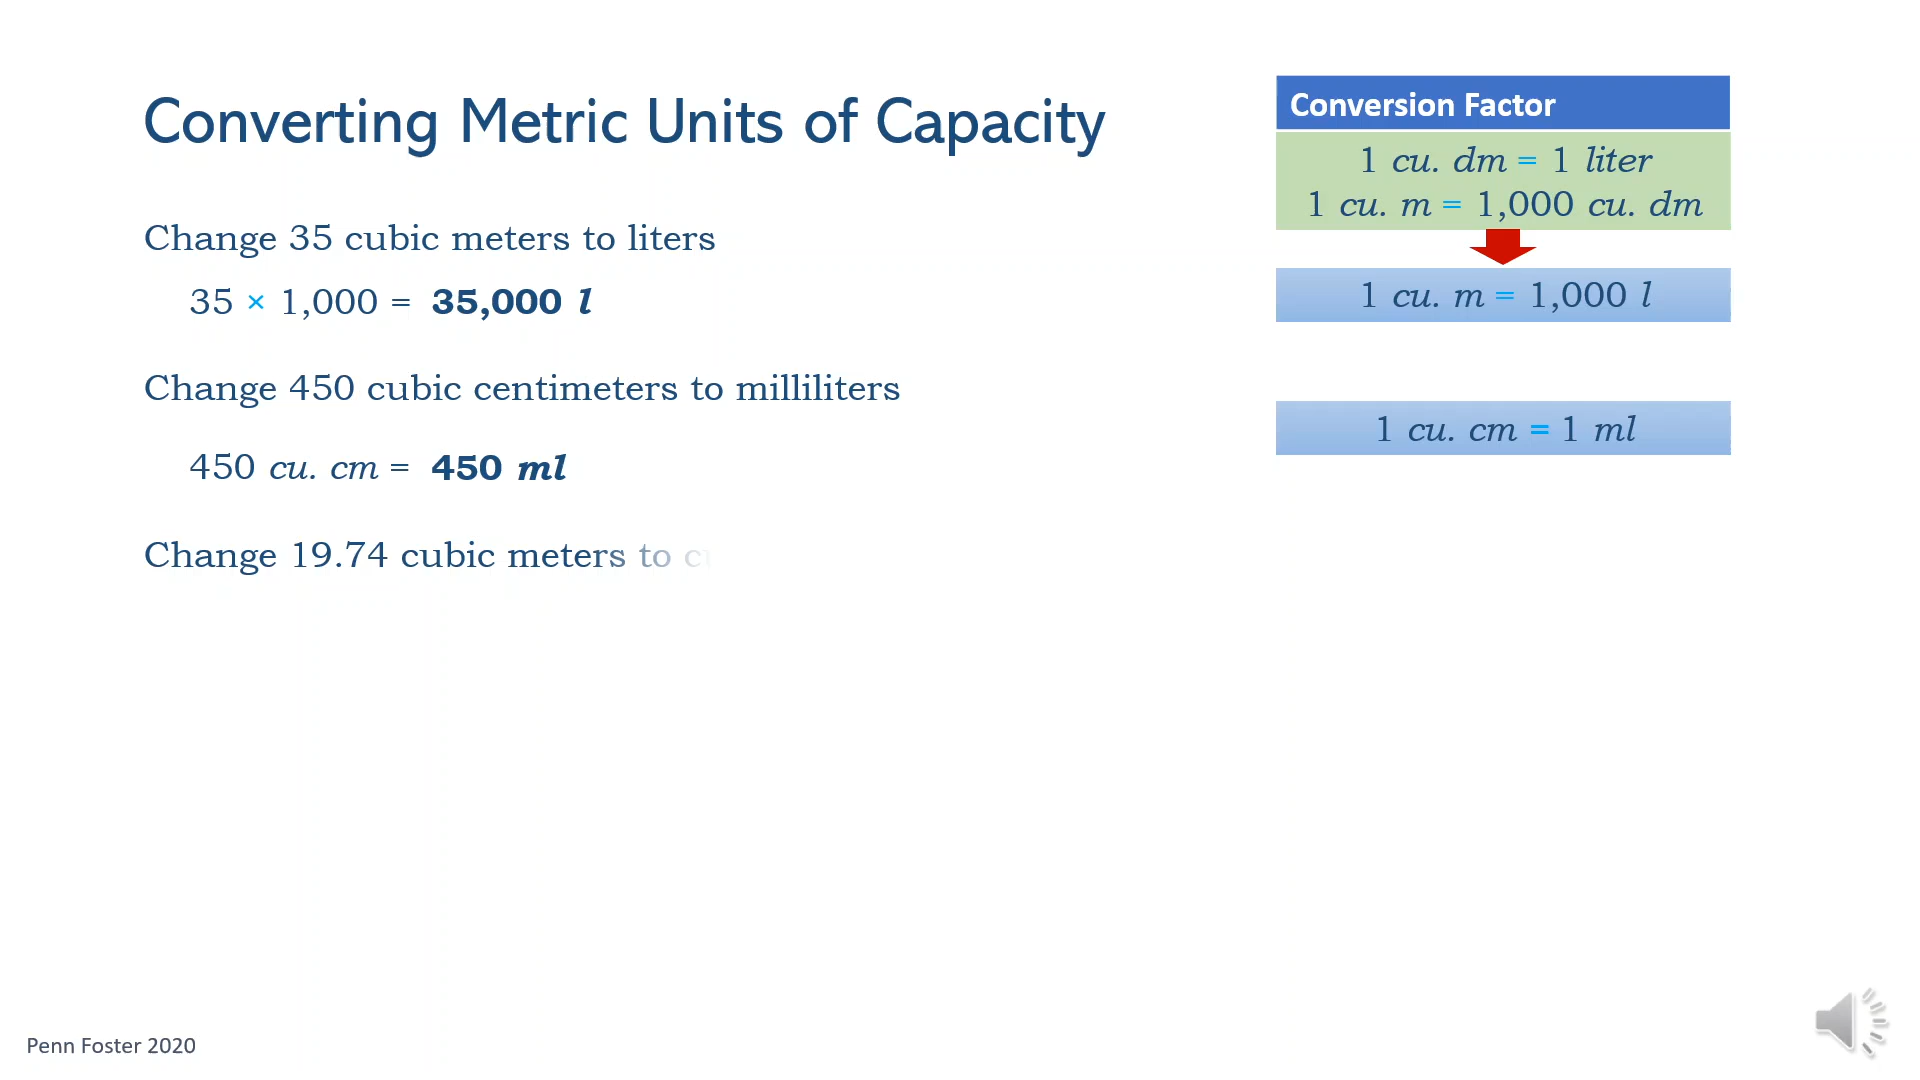 Converting Metric Units of Capacity
Change 35 cubic meters to liters
35 × 1,000 = 35,000 l
Change 450 cubic centimeters to milliliters
450 cu. cm = 450 ml
Change 19.74 cubic meters to
Conversion Factor
1 cu. dm = 1 liter
1 cu. m = 1,000 cu. dm
1 cu. m = 1,000 l
1 cu. cm = 1 ml
Penn Foster 2020